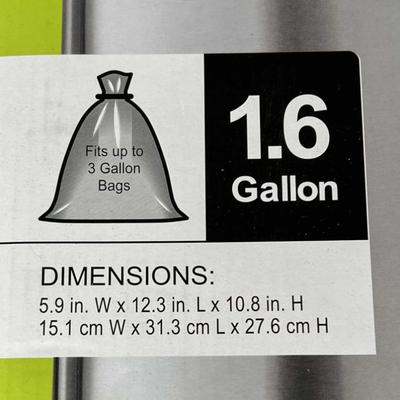 Fits up to
3 Gallon
Bags
1.6
Gallon
DIMENSIONS:
5.9 in. W x 12.3 in. L x 10.8 in. H
15.1 cm W x 31.3 cm L x 27.6 cm H